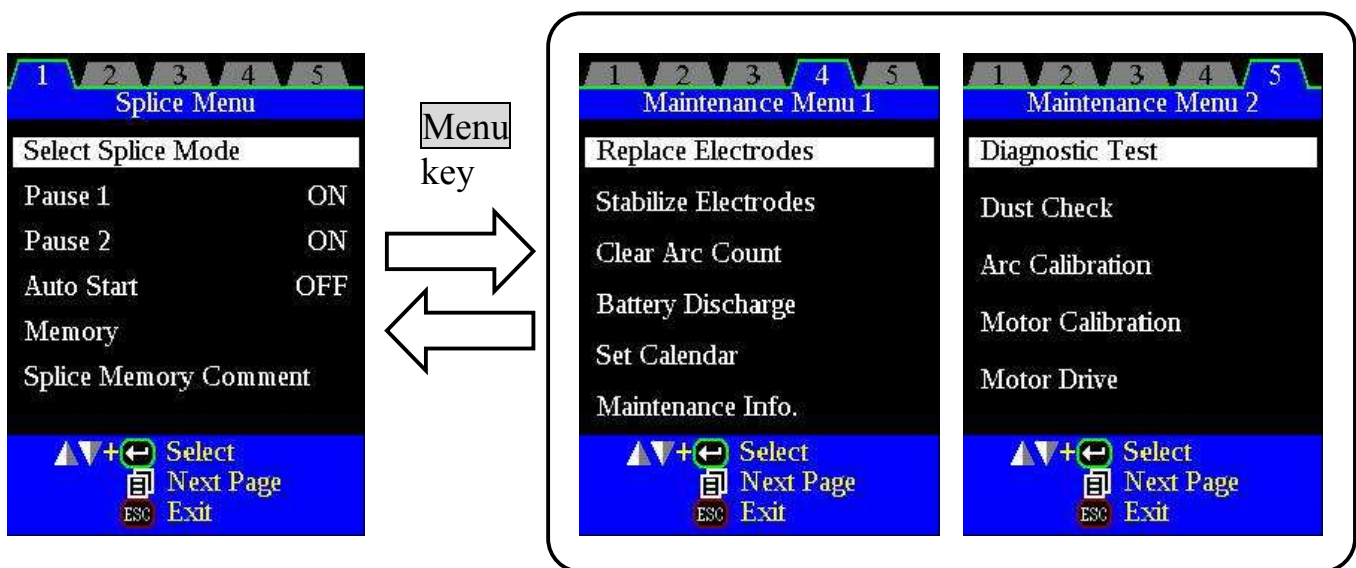 1 2 3 4 5
Splice Menu
Select Splice Mode
Pause 1 ON
Pause 2 ON
Auto Start OFF
Memory
Splice Memory Comment
+ Select
Next Page
ESC Exit
Menu
key
1 2 3 4 5
Maintenance Menu 1
Replace Electrodes
Stabilize Electrodes
Clear Arc Count
Battery Discharge
Set Calendar
Maintenance Info.
+ Select
Next Page
ESC Exit
1 2 3 4 5
Maintenance Menu 2
Diagnostic Test
Dust Check
Arc Calibration
Motor Calibration
Motor Drive
+ Select
Next Page
ESC Exit